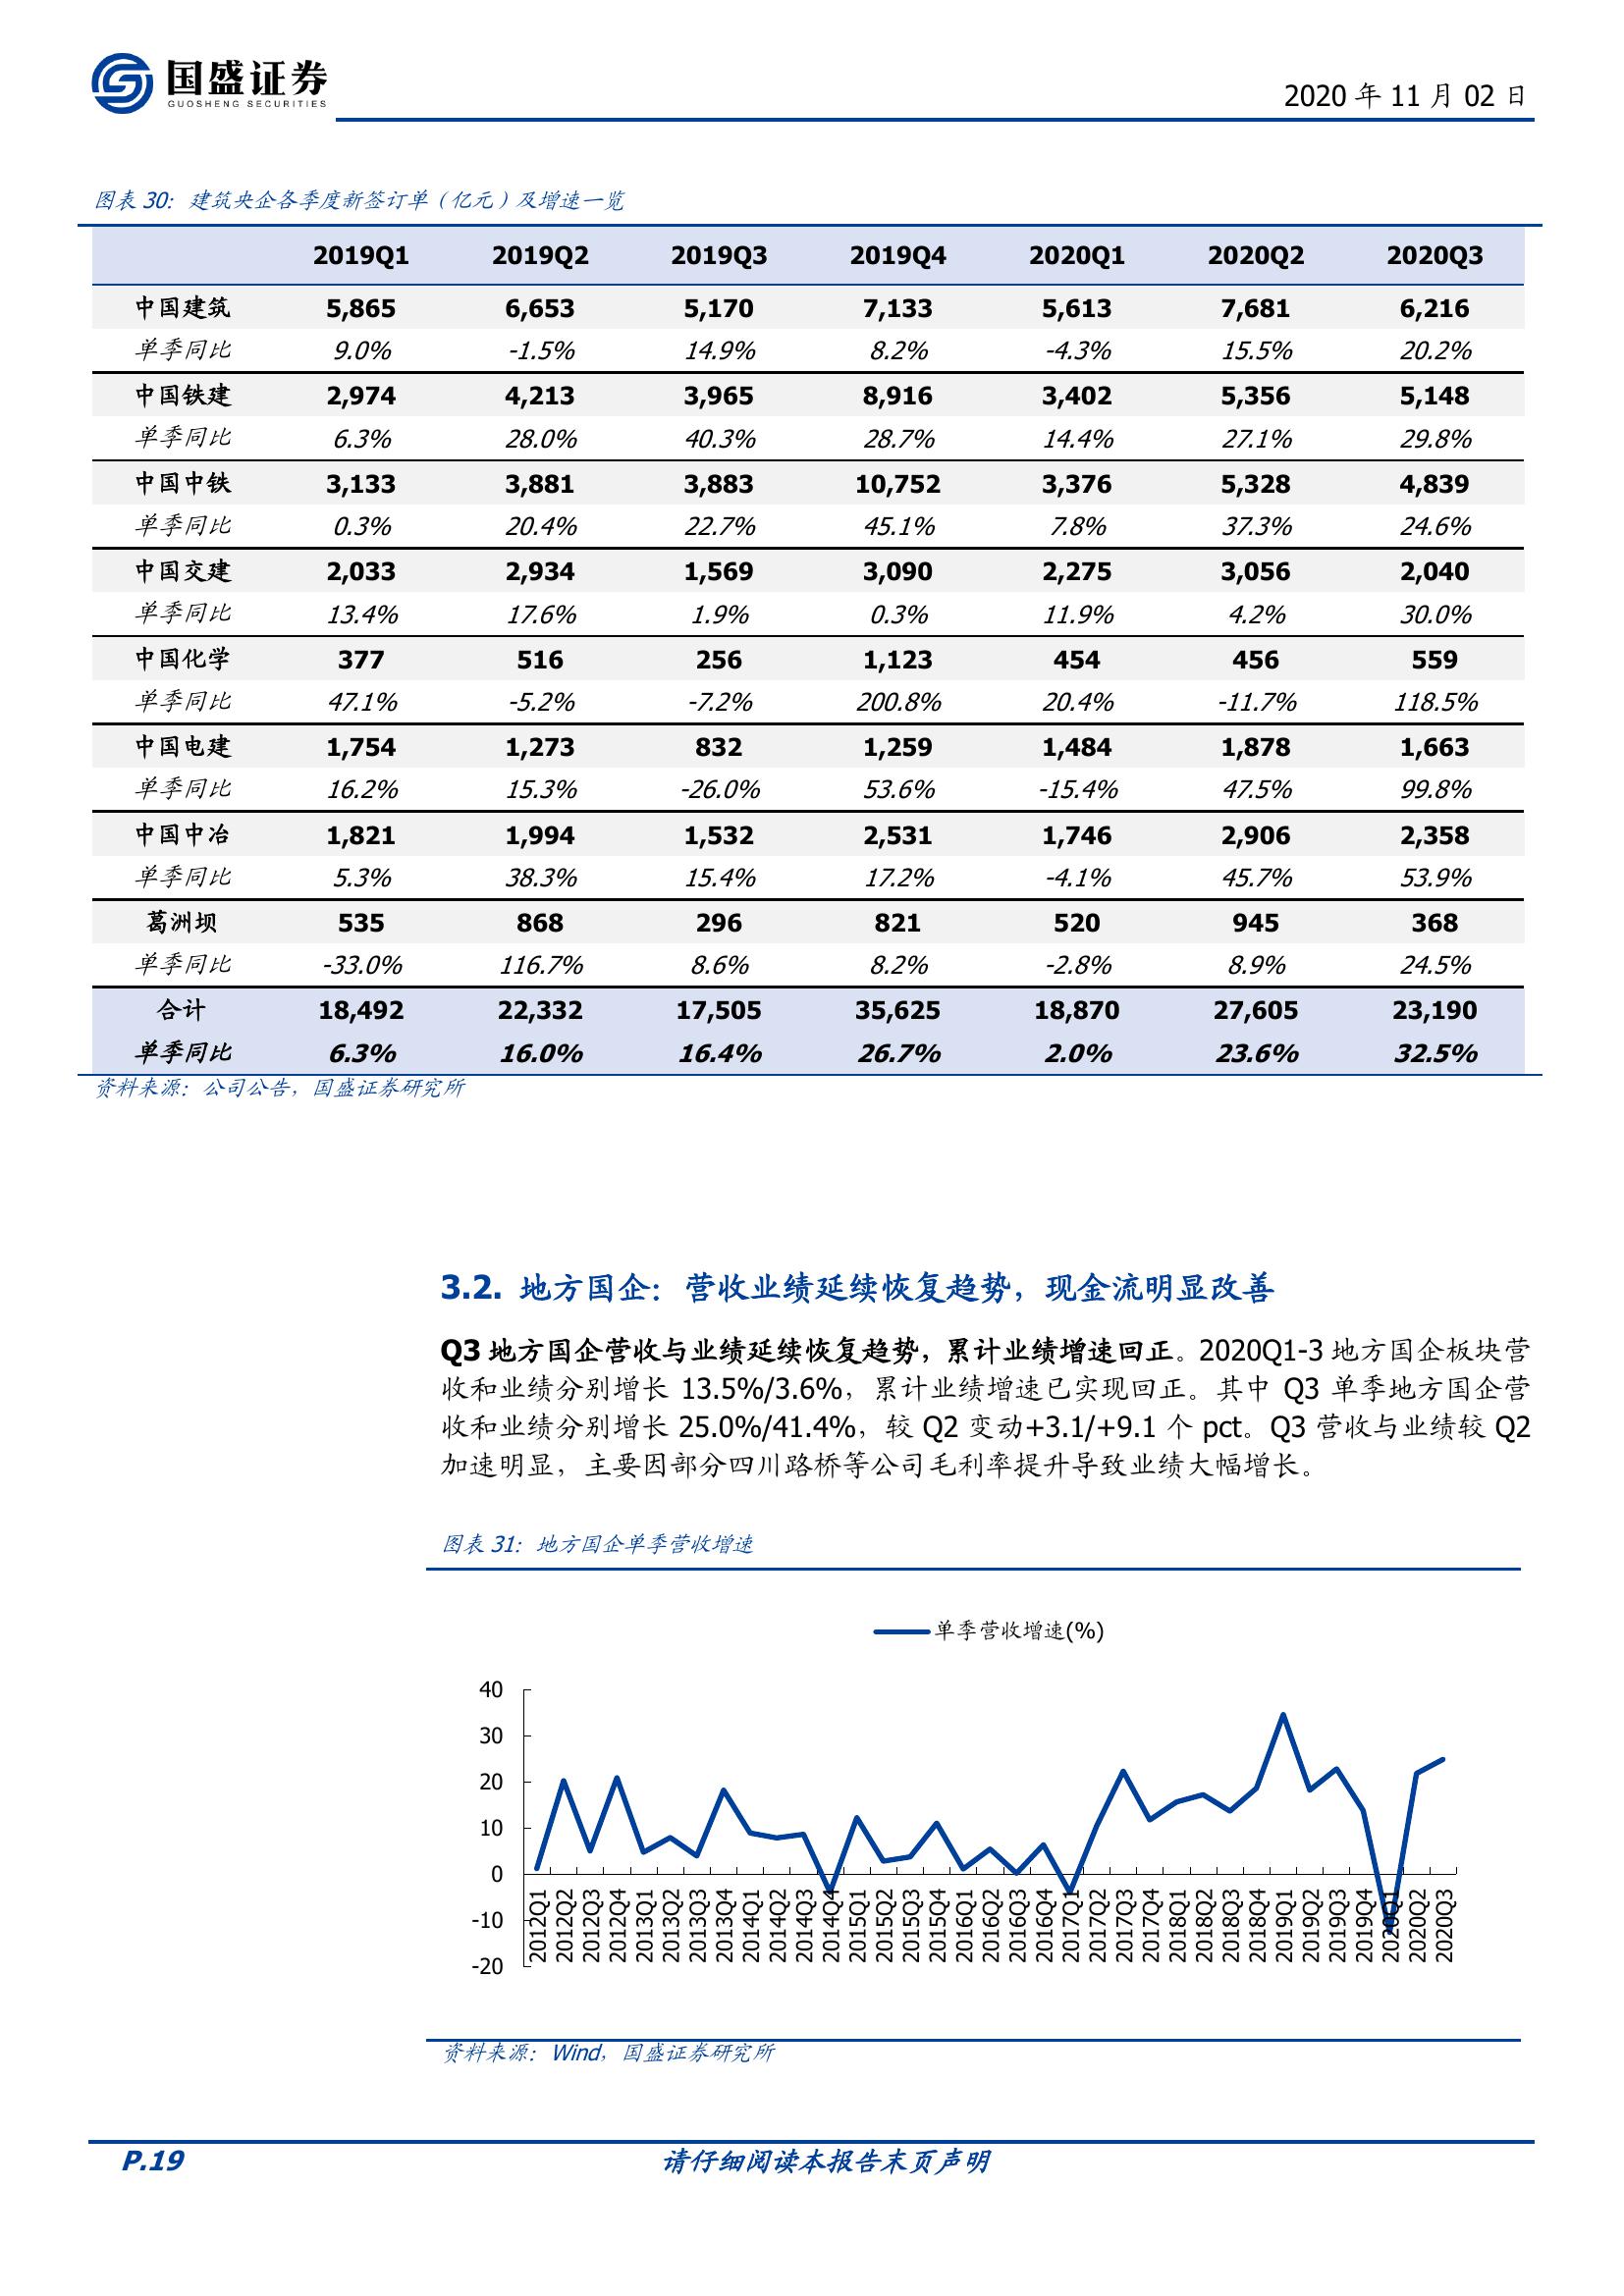 国盛证券
GUOSHENG SECURITIES
2020 年 11 月 02 日
图表 30：建筑央企各季度新签订单（亿元）及增速一览
2019Q1 2019Q2 2019Q3 2019Q4 2020Q1 2020Q2 2020Q3
中国建筑 5,865 6,653 5,170 7,133 5,613 7,681 6,216
单季同比 9.0% -1.5% 14.9% 8.2% -4.3% 15.5% 20.2%
中国铁建 2,974 4,213 3,965 8,916 3,402 5,356 5,148
单季同比 6.3% 28.0% 40.3% 28.7% 14.4% 27.1% 29.8%
中国中铁 3,133 3,881 3,883 10,752 3,376 5,328 4,839
单季同比 0.3% 20.4% 22.7% 45.1% 7.8% 37.3% 24.6%
中国交建 2,033 2,934 1,569 3,090 2,275 3,056 2,040
单季同比 13.4% 17.6% 1.9% 0.3% 11.9% 4.2% 30.0%
中国化学 377 516 256 1,123 454 456 559
单季同比 47.1% -5.2% -7.2% 200.8% 20.4% -11.7% 118.5%
中国电建 1,754 1,273 832 1,259 1,484 1,878 1,663
单季同比 16.2% 15.3% -26.0% 53.6% -15.4% 47.5% 99.8%
中国中冶 1,821 1,994 1,532 2,531 1,746 2,906 2,358
单季同比 5.3% 38.3% 15.4% 17.2% -4.1% 45.7% 53.9%
葛洲坝 535 868 296 821 520 945 368
单季同比 -33.0% 116.7% 8.6% 8.2% -2.8% 8.9% 24.5%
合计 18,492 22,332 17,505 35,625 18,870 27,605 23,190
单季同比 6.3% 16.0% 16.4% 26.7% 2.0% 23.6% 32.5%
资料来源：公司公告，国盛证券研究所
3.2. 地方国企：营收业绩延续恢复趋势，现金流明显改善
Q3 地方国企营收与业绩延续恢复趋势，累计业绩增速回正。2020Q1-3 地方国企板块营
收和业绩分别增长 13.5%/3.6%，累计业绩增速已实现回正。其中 Q3 单季地方国企营
收和业绩分别增长 25.0%/41.4%，较 Q2 变动+3.1/+9.1 个 pct。Q3 营收与业绩较 Q2
加速明显，主要因部分四川路桥等公司毛利率提升导致业绩大幅增长。
图表 31：地方国企单季营收增速
单季营收增速(%)
40
30
20
10
0
-10
-20
2012Q1 2012Q2 2012Q3 2012Q4 2013Q1 2013Q2 2013Q3 2013Q4 2014Q1 2014Q2 2014Q3 2014Q4 2015Q1 2015Q2 2015Q3 2015Q4 2016Q1 2016Q2 2016Q3 2016Q4 2017Q1 2017Q2 2017Q3 2017Q4 2018Q1 2018Q2 2018Q3 2018Q4 2019Q1 2019Q2 2019Q3 2019Q4 2020Q1 2020Q2 2020Q3
资料来源：Wind，国盛证券研究所
P.19
请仔细阅读本报告末页声明